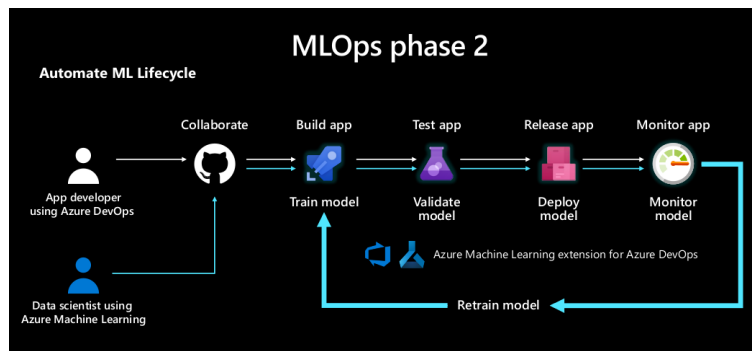 MLOps phase 2
Automate ML Lifecycle
Collaborate
Build app
Test app
Release app
Monitor app
App developer
using Azure DevOps
Train model
Validate
model
Deploy
model
Monitor
model
Azure Machine Learning extension for Azure DevOps
Data scientist using
Azure Machine Learning
Retrain model